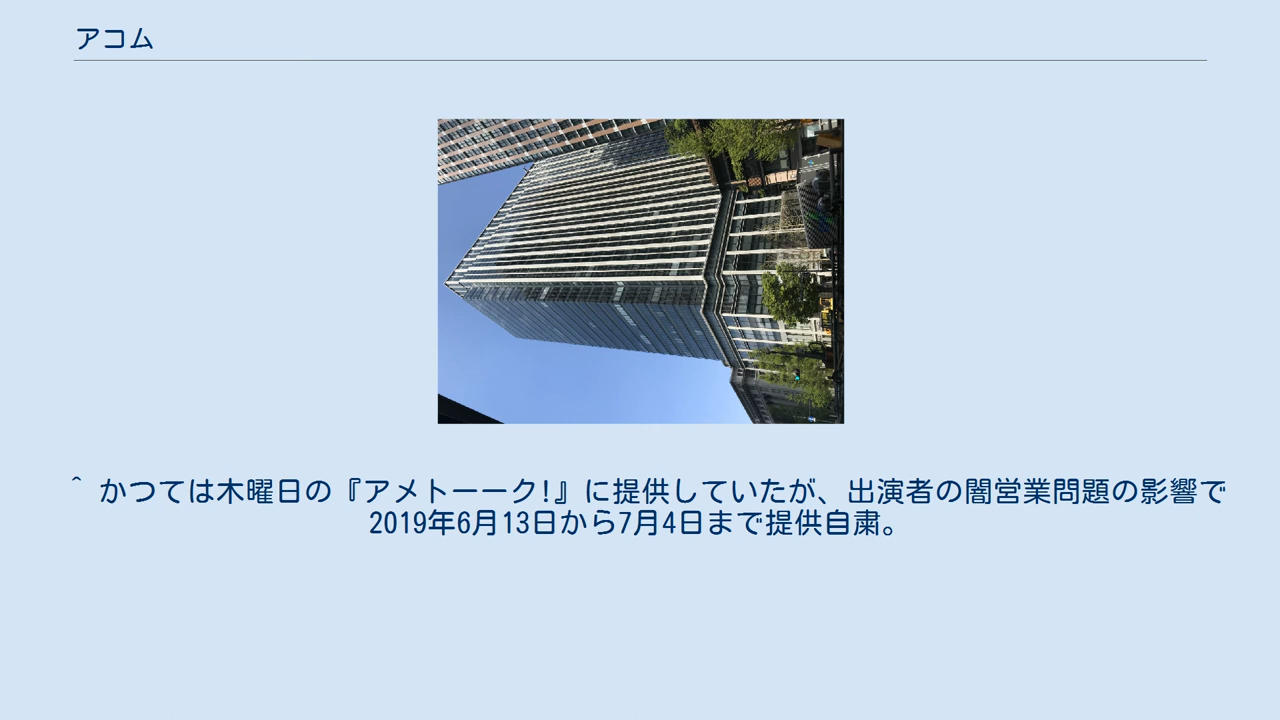 アコム
^ かつては木曜日の『アメトーーク!』に提供していたが、出演者の闇営業問題の影響で
2019年6月13日から7月4日まで提供自粛。